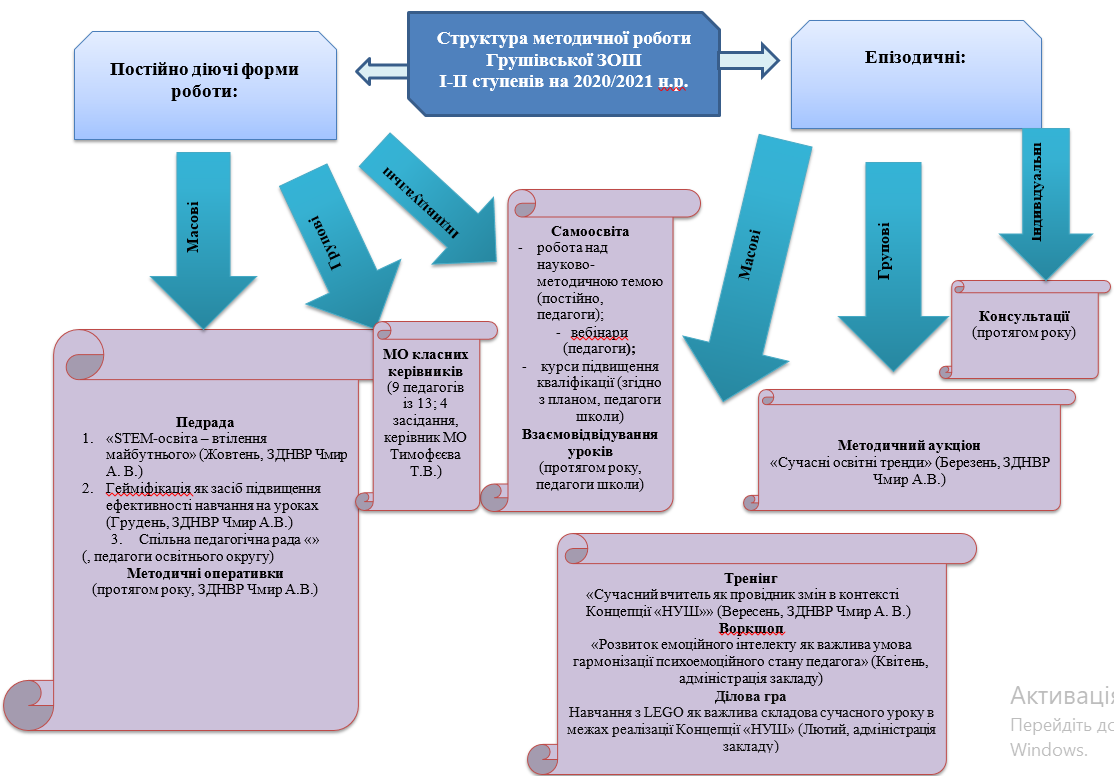 Структура методичної роботи
Грушівської ЗОШ
І-ІІ ступенів на 2020/2021 н.р.
Постійно діючі форми
роботи:
Епізодичні:
Масові
Групові
Індивідуальні
Масові
Групові
Індивідуальні
Педрада
1. «STEM-освіта – втілення
майбутнього» (Жовтень, ЗДНВР Чмир
А. В.)
2. Гейміфікація як засіб підвищення
ефективності навчання на уроках
(Грудень, ЗДНВР Чмир А.В.)
3. Спільна педагогічна рада «»
(, педагоги освітнього округу)
Методичні оперативки
(протягом року, ЗДНВР Чмир А.В.)
МО класних
керівників
(9 педагогів
із 13; 4
засідання,
керівник МО
Тимофєєва
Т.В.)
Самоосвіта
- робота над
науково-
методичною темою
(постійно,
педагоги);
- вебінари
(педагоги);
- курси підвищення
кваліфікації (згідно
з планом, педагоги
школи)
Взаємовідвідування
уроків
(протягом року,
педагоги школи)
Консультації
(протягом року)
Методичний аукціон
«Сучасні освітні тренди» (Березень, ЗДНВР
Чмир А.В.)
Тренінг
«Сучасний вчитель як провідник змін в контексті
Концепції «НУШ»» (Вересень, ЗДНВР Чмир А. В.)
Воркшоп
«Розвиток емоційного інтелекту як важлива умова
гармонізації психоемоційного стану педагога» (Квітень,
адміністрація закладу)
Ділова гра
Навчання з LEGO як важлива складова сучасного уроку в
межах реалізації Концепції «НУШ» (Лютий, адміністрація
закладу)
Активаці
Перейдіть до
Windows.